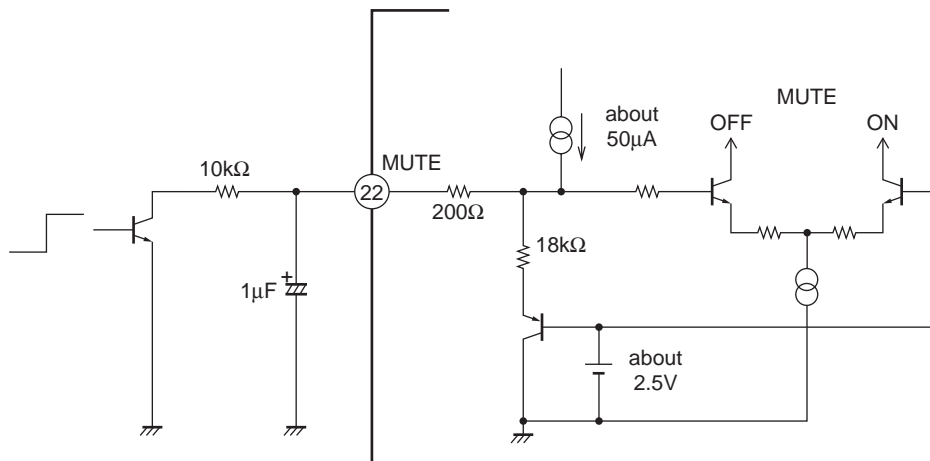 MUTE
about
50μA
OFF
ON
10kΩ
MUTE
22
200Ω
18kΩ
1μF
+
about
2.5V